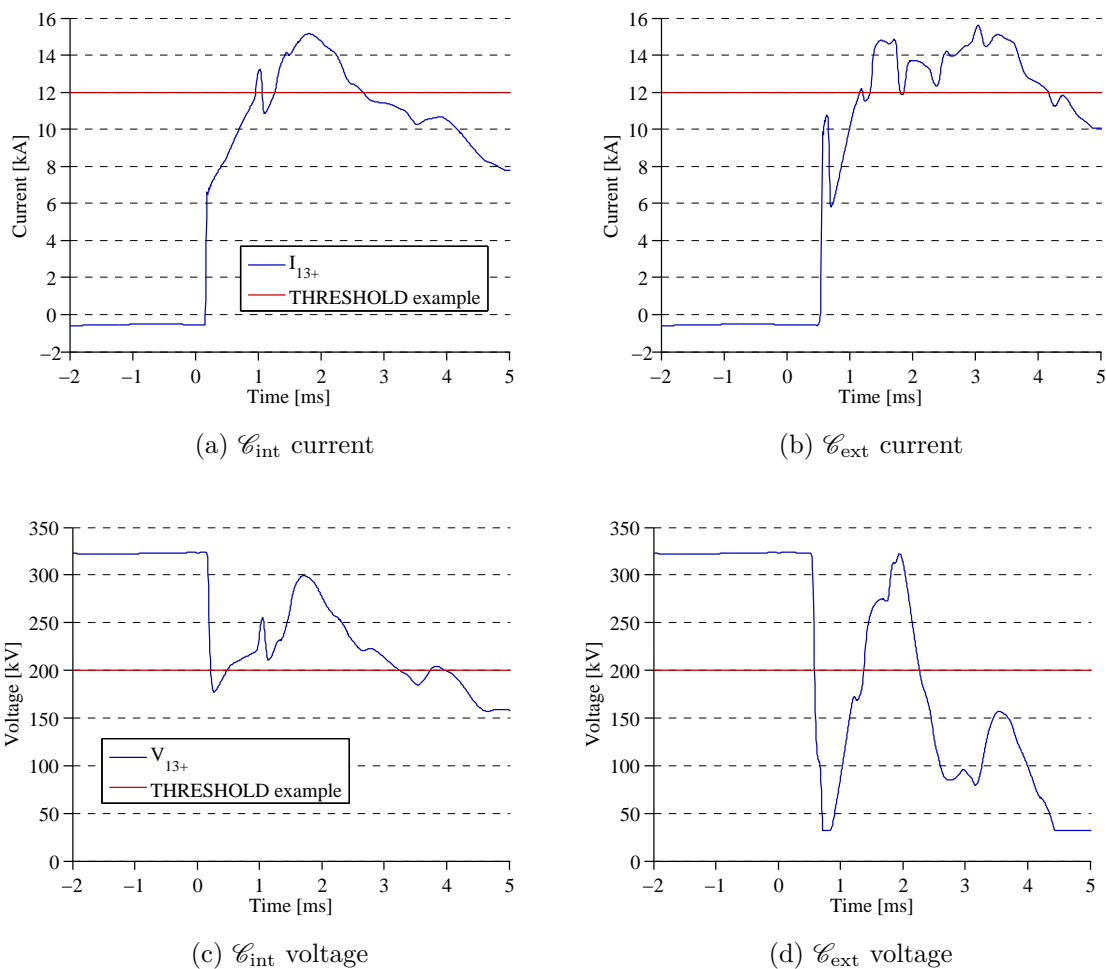 16
14
12
10
8
6
4
2
0
−2
Current [kA]
I13+
THRESHOLD example
−2 −1 0 1 2 3 4 5
Time [ms]
(a) 𝒞int current
16
14
12
10
8
6
4
2
0
−2
Current [kA]
−2 −1 0 1 2 3 4 5
Time [ms]
(b) 𝒞ext current
350
300
250
200
150
100
50
0
Voltage [kV]
V13+
THRESHOLD example
−2 −1 0 1 2 3 4 5
Time [ms]
(c) 𝒞int voltage
350
300
250
200
150
100
50
0
Voltage [kV]
−2 −1 0 1 2 3 4 5
Time [ms]
(d) 𝒞ext voltage